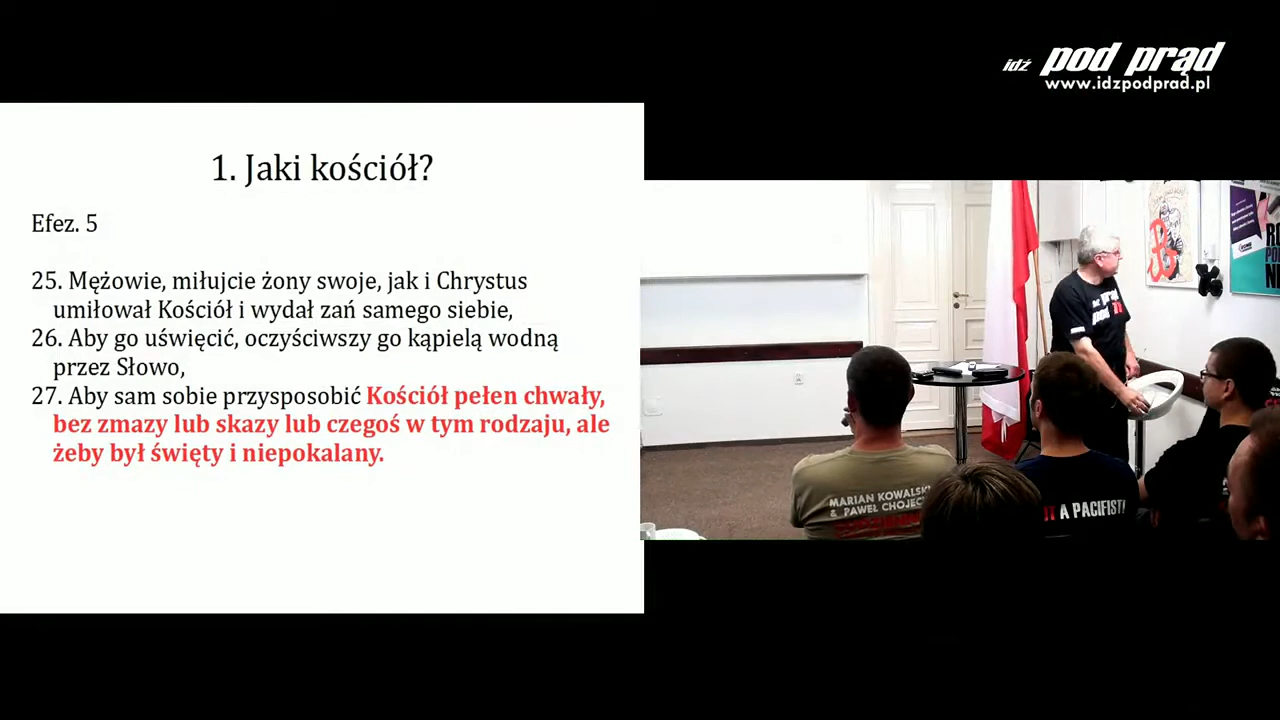 idź pod prąd
www.idzpodprad.pl
1. Jaki kościół?
Efez. 5
25. Mężowie, miłujcie żony swoje, jak i Chrystus
umiłował Kościół i wydał zań samego siebie,
26. Aby go uświęcić, oczyściwszy go kąpielą wodną
przez Słowo,
27. Aby sam sobie przysposobić Kościół pełen chwały,
bez zmazy lub skazy lub czegoś w tym rodzaju, ale
żeby był święty i niepokalany.
MARIAN KOWALSK
& PAWEŁ CHOJEC
A PACIFIST!